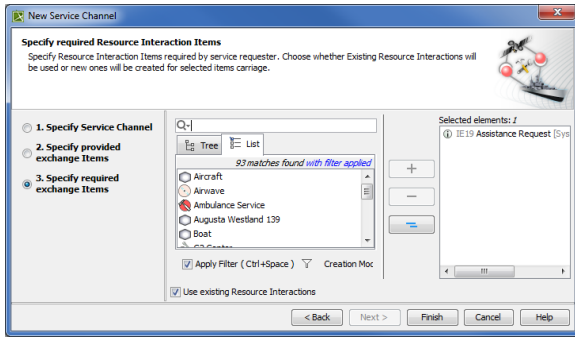 New Service Channel
Specify required Resource Interaction Items
Specify Resource Interaction Items required by service requester. Choose whether Existing Resource Interactions will
be used or new ones will be created for selected items carriage.
1. Specify Service Channel
2. Specify provided
exchange Items
3. Specify required
exchange Items
Tree
List
93 matches found with filter applied
Aircraft
Airwave
Ambulance Service
Augusta Westland 139
Boat
Apply Filter ( Ctrl+Space )
Creation Moc
Use existing Resource Interactions
+
−
Selected elements: 1
IE19 Assistance Request [Sys
< Back
Next >
Finish
Cancel
Help